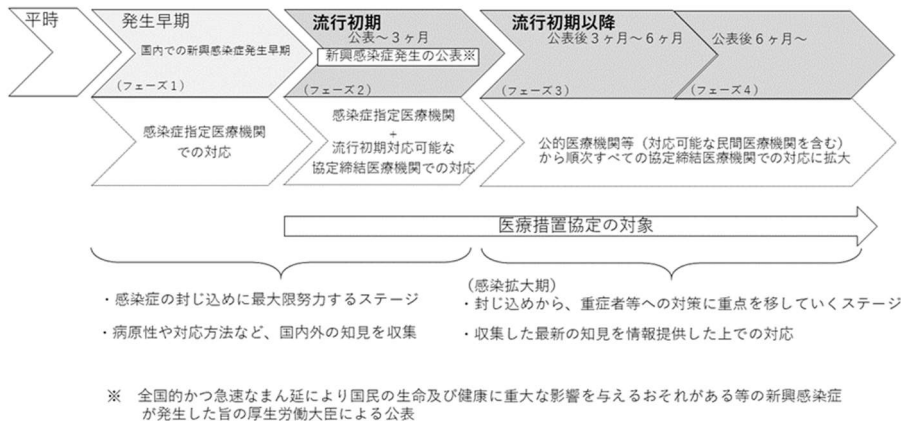 平時
発生早期
国内での新興感染症発生早期
(フェーズ1)
流行初期
公表～3ヶ月
新興感染症発生の公表※
(フェーズ2)
流行初期以降
公表後3ヶ月～6ヶ月
(フェーズ3)
公表後6ヶ月～
(フェーズ4)
感染症指定医療機関
での対応
感染症指定医療機関
+
流行初期対応可能な
協定締結医療機関での対応
公的医療機関等（対応可能な民間医療機関を含む）
から順次すべての協定締結医療機関での対応に拡大
医療措置協定の対象
・感染症の封じ込めに最大限努力するステージ
・病原性や対応方法など、国内外の知見を収集
（感染拡大期）
・封じ込めから、重症者等への対策に重点を移していくステージ
・収集した最新の知見を情報提供した上での対応
※　全国的かつ急速なまん延により国民の生命及び健康に重大な影響を与えるおそれがある等の新興感染症
が発生した旨の厚生労働大臣による公表